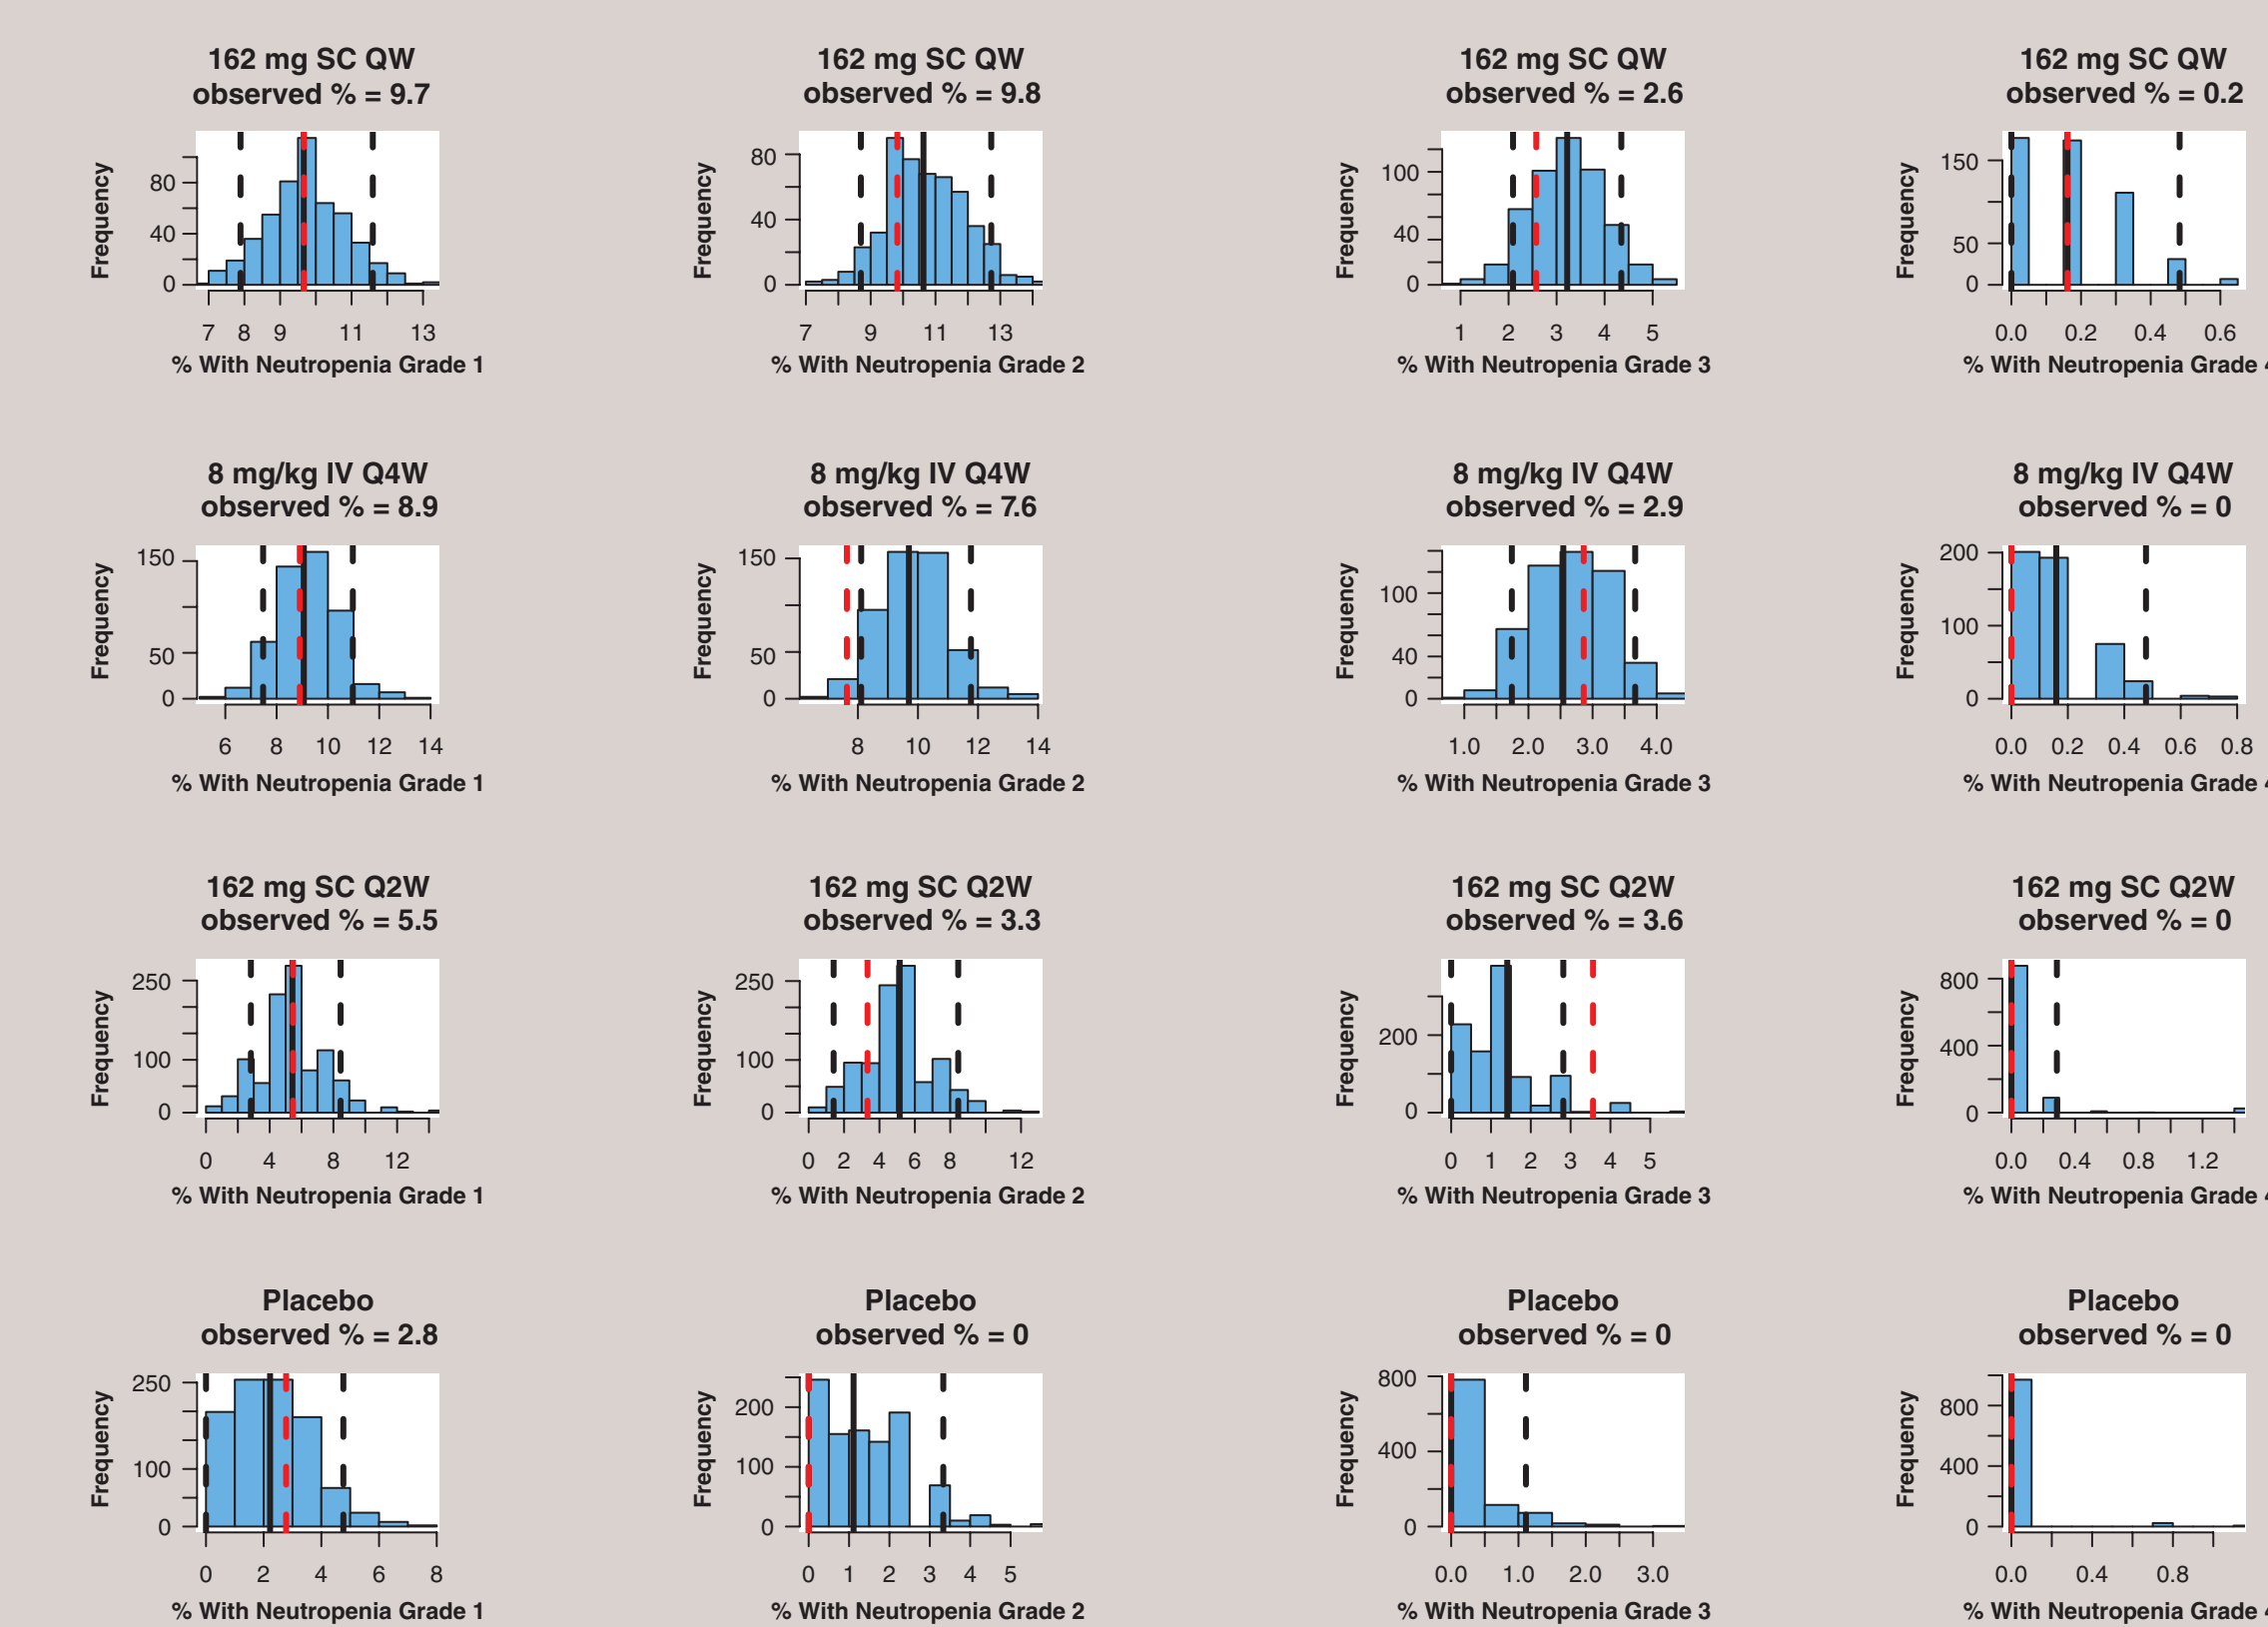 162 mg SC QW
observed % = 9.7
Frequency
80
40
0
7 8 9 11 13
% With Neutropenia Grade 1
162 mg SC QW
observed % = 9.8
Frequency
80
40
0
7 9 11 13
% With Neutropenia Grade 2
162 mg SC QW
observed % = 2.6
Frequency
100
40
0
1 2 3 4 5
% With Neutropenia Grade 3
162 mg SC QW
observed % = 0.2
Frequency
150
50
0
0.0 0.2 0.4 0.6
% With Neutropenia Grade
8 mg/kg IV Q4W
observed % = 8.9
Frequency
150
50
0
6 8 10 12 14
% With Neutropenia Grade 1
8 mg/kg IV Q4W
observed % = 7.6
Frequency
150
50
0
8 10 12 14
% With Neutropenia Grade 2
8 mg/kg IV Q4W
observed % = 2.9
Frequency
100
40
0
1.0 2.0 3.0 4.0
% With Neutropenia Grade 3
8 mg/kg IV Q4W
observed % = 0
Frequency
200
100
0
0.0 0.2 0.4 0.6 0.8
% With Neutropenia Grade
162 mg SC Q2W
observed % = 5.5
Frequency
250
100
0
0 4 8 12
% With Neutropenia Grade 1
162 mg SC Q2W
observed % = 3.3
Frequency
250
100
0
0 2 4 6 8 12
% With Neutropenia Grade 2
162 mg SC Q2W
observed % = 3.6
Frequency
200
0
0 1 2 3 4 5
% With Neutropenia Grade 3
162 mg SC Q2W
observed % = 0
Frequency
800
400
0
0.0 0.4 0.8 1.2
% With Neutropenia Grade
Placebo
observed % = 2.8
Frequency
250
100
0
0 2 4 6 8
% With Neutropenia Grade 1
Placebo
observed % = 0
Frequency
200
100
0
0 1 2 3 4 5
% With Neutropenia Grade 2
Placebo
observed % = 0
Frequency
800
400
0
0.0 1.0 2.0 3.0
% With Neutropenia Grade 3
Placebo
observed % = 0
Frequency
800
400
0
0.0 0.4 0.8
% With Neutropenia Grade